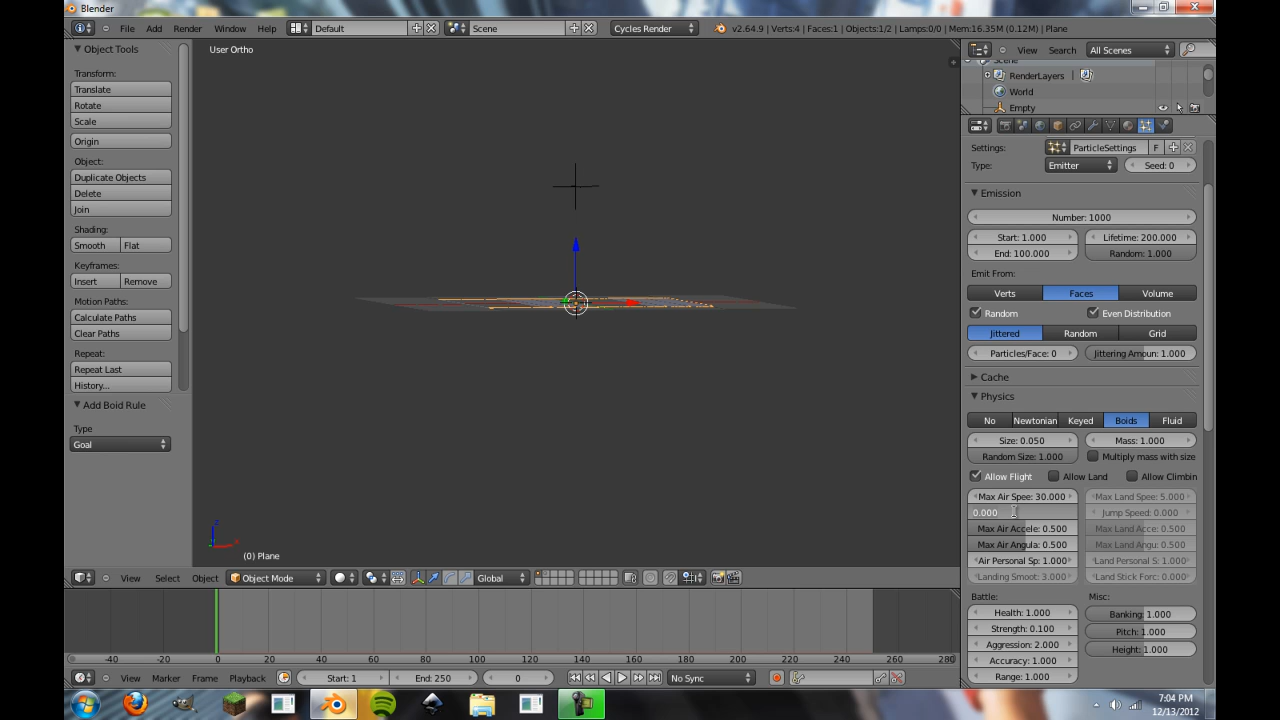 Blender
File Add Render Window Help
Default
Scene
Cycles Render
v2.64.9 | Verts:4 | Faces:1 | Objects:1/2 | Lamps:0/0 | Mem:16.35M (0.12M) | Plane
Object Tools
Transform:
Translate
Rotate
Scale
Origin
Object:
Duplicate Objects
Delete
Join
Shading:
Smooth Flat
Keyframes:
Insert Remove
Motion Paths:
Calculate Paths
Clear Paths
Repeat:
Repeat Last
History...
Add Boid Rule
Type
Goal
User Ortho
(0) Plane
View Select Object
Object Mode
Global
-40 -20 0 20 40 60 80 100 120 140 160 180 200 220 240 260 280
View Marker Frame Playback
Start: 1
End: 250
0
No Sync
View Search All Scenes
Scene
RenderLayers |
World
Empty
Settings: ParticleSettings F
Type: Emitter Seed: 0
Emission
Number: 1000
Start: 1.000 Lifetime: 200.000
End: 100.000 Random: 1.000
Emit From:
Verts Faces Volume
Random Even Distribution
Jittered Random Grid
Particles/Face: 0 Jittering Amoun: 1.000
Cache
Physics
No Newtonian Keyed Boids Fluid
Size: 0.050 Mass: 1.000
Random Size: 1.000 Multiply mass with size
Allow Flight Allow Land Allow Climbin
Max Air Spee: 30.000 Max Land Spee: 5.000
0.000 Jump Speed: 0.000
Max Air Accele: 0.500 Max Land Acce: 0.500
Max Air Angula: 0.500 Max Land Angu: 0.500
Air Personal Sp: 1.000 Land Personal S: 1.000
Landing Smoot: 3.000 Land Stick Forc: 0.000
Battle: Misc:
Health: 1.000 Banking: 1.000
Strength: 0.100 Pitch: 1.000
Aggression: 2.000 Height: 1.000
Accuracy: 1.000
Range: 1.000
7:04 PM
12/13/2012